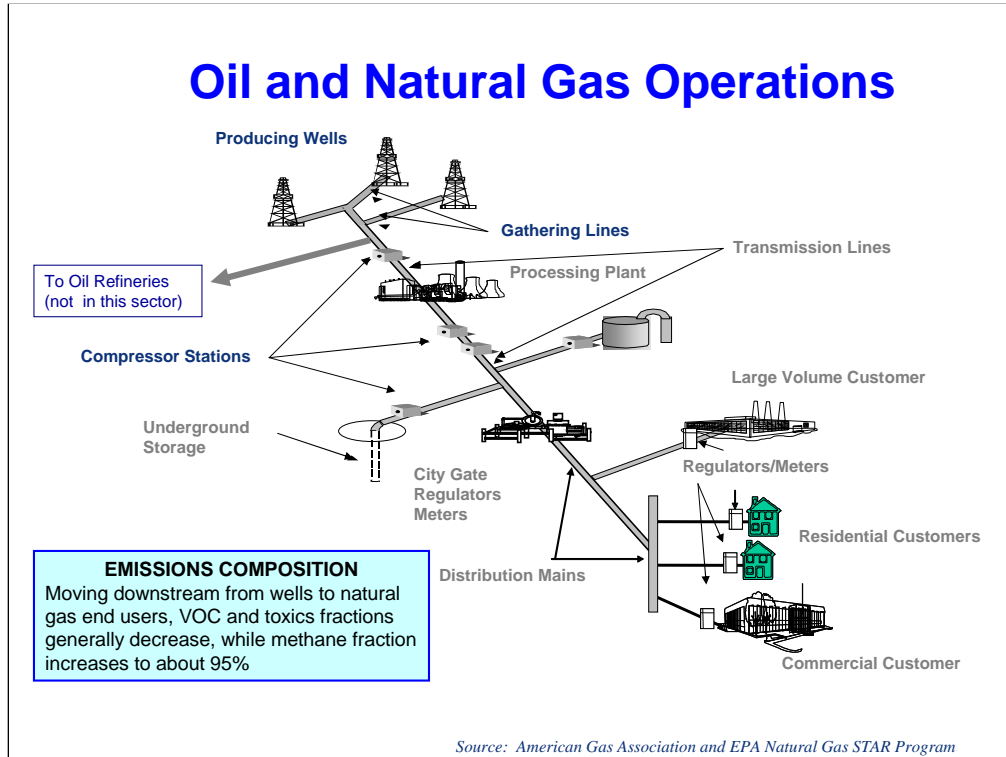 Oil and Natural Gas Operations
Producing Wells
Gathering Lines
Transmission Lines
Processing Plant
To Oil Refineries
(not in this sector)
Compressor Stations
Large Volume Customer
Underground
Storage
City Gate
Regulators
Meters
Regulators/Meters
Residential Customers
Distribution Mains
Commercial Customer
EMISSIONS COMPOSITION
Moving downstream from wells to natural
gas end users, VOC and toxics fractions
generally decrease, while methane fraction
increases to about 95%
Source: American Gas Association and EPA Natural Gas STAR Program